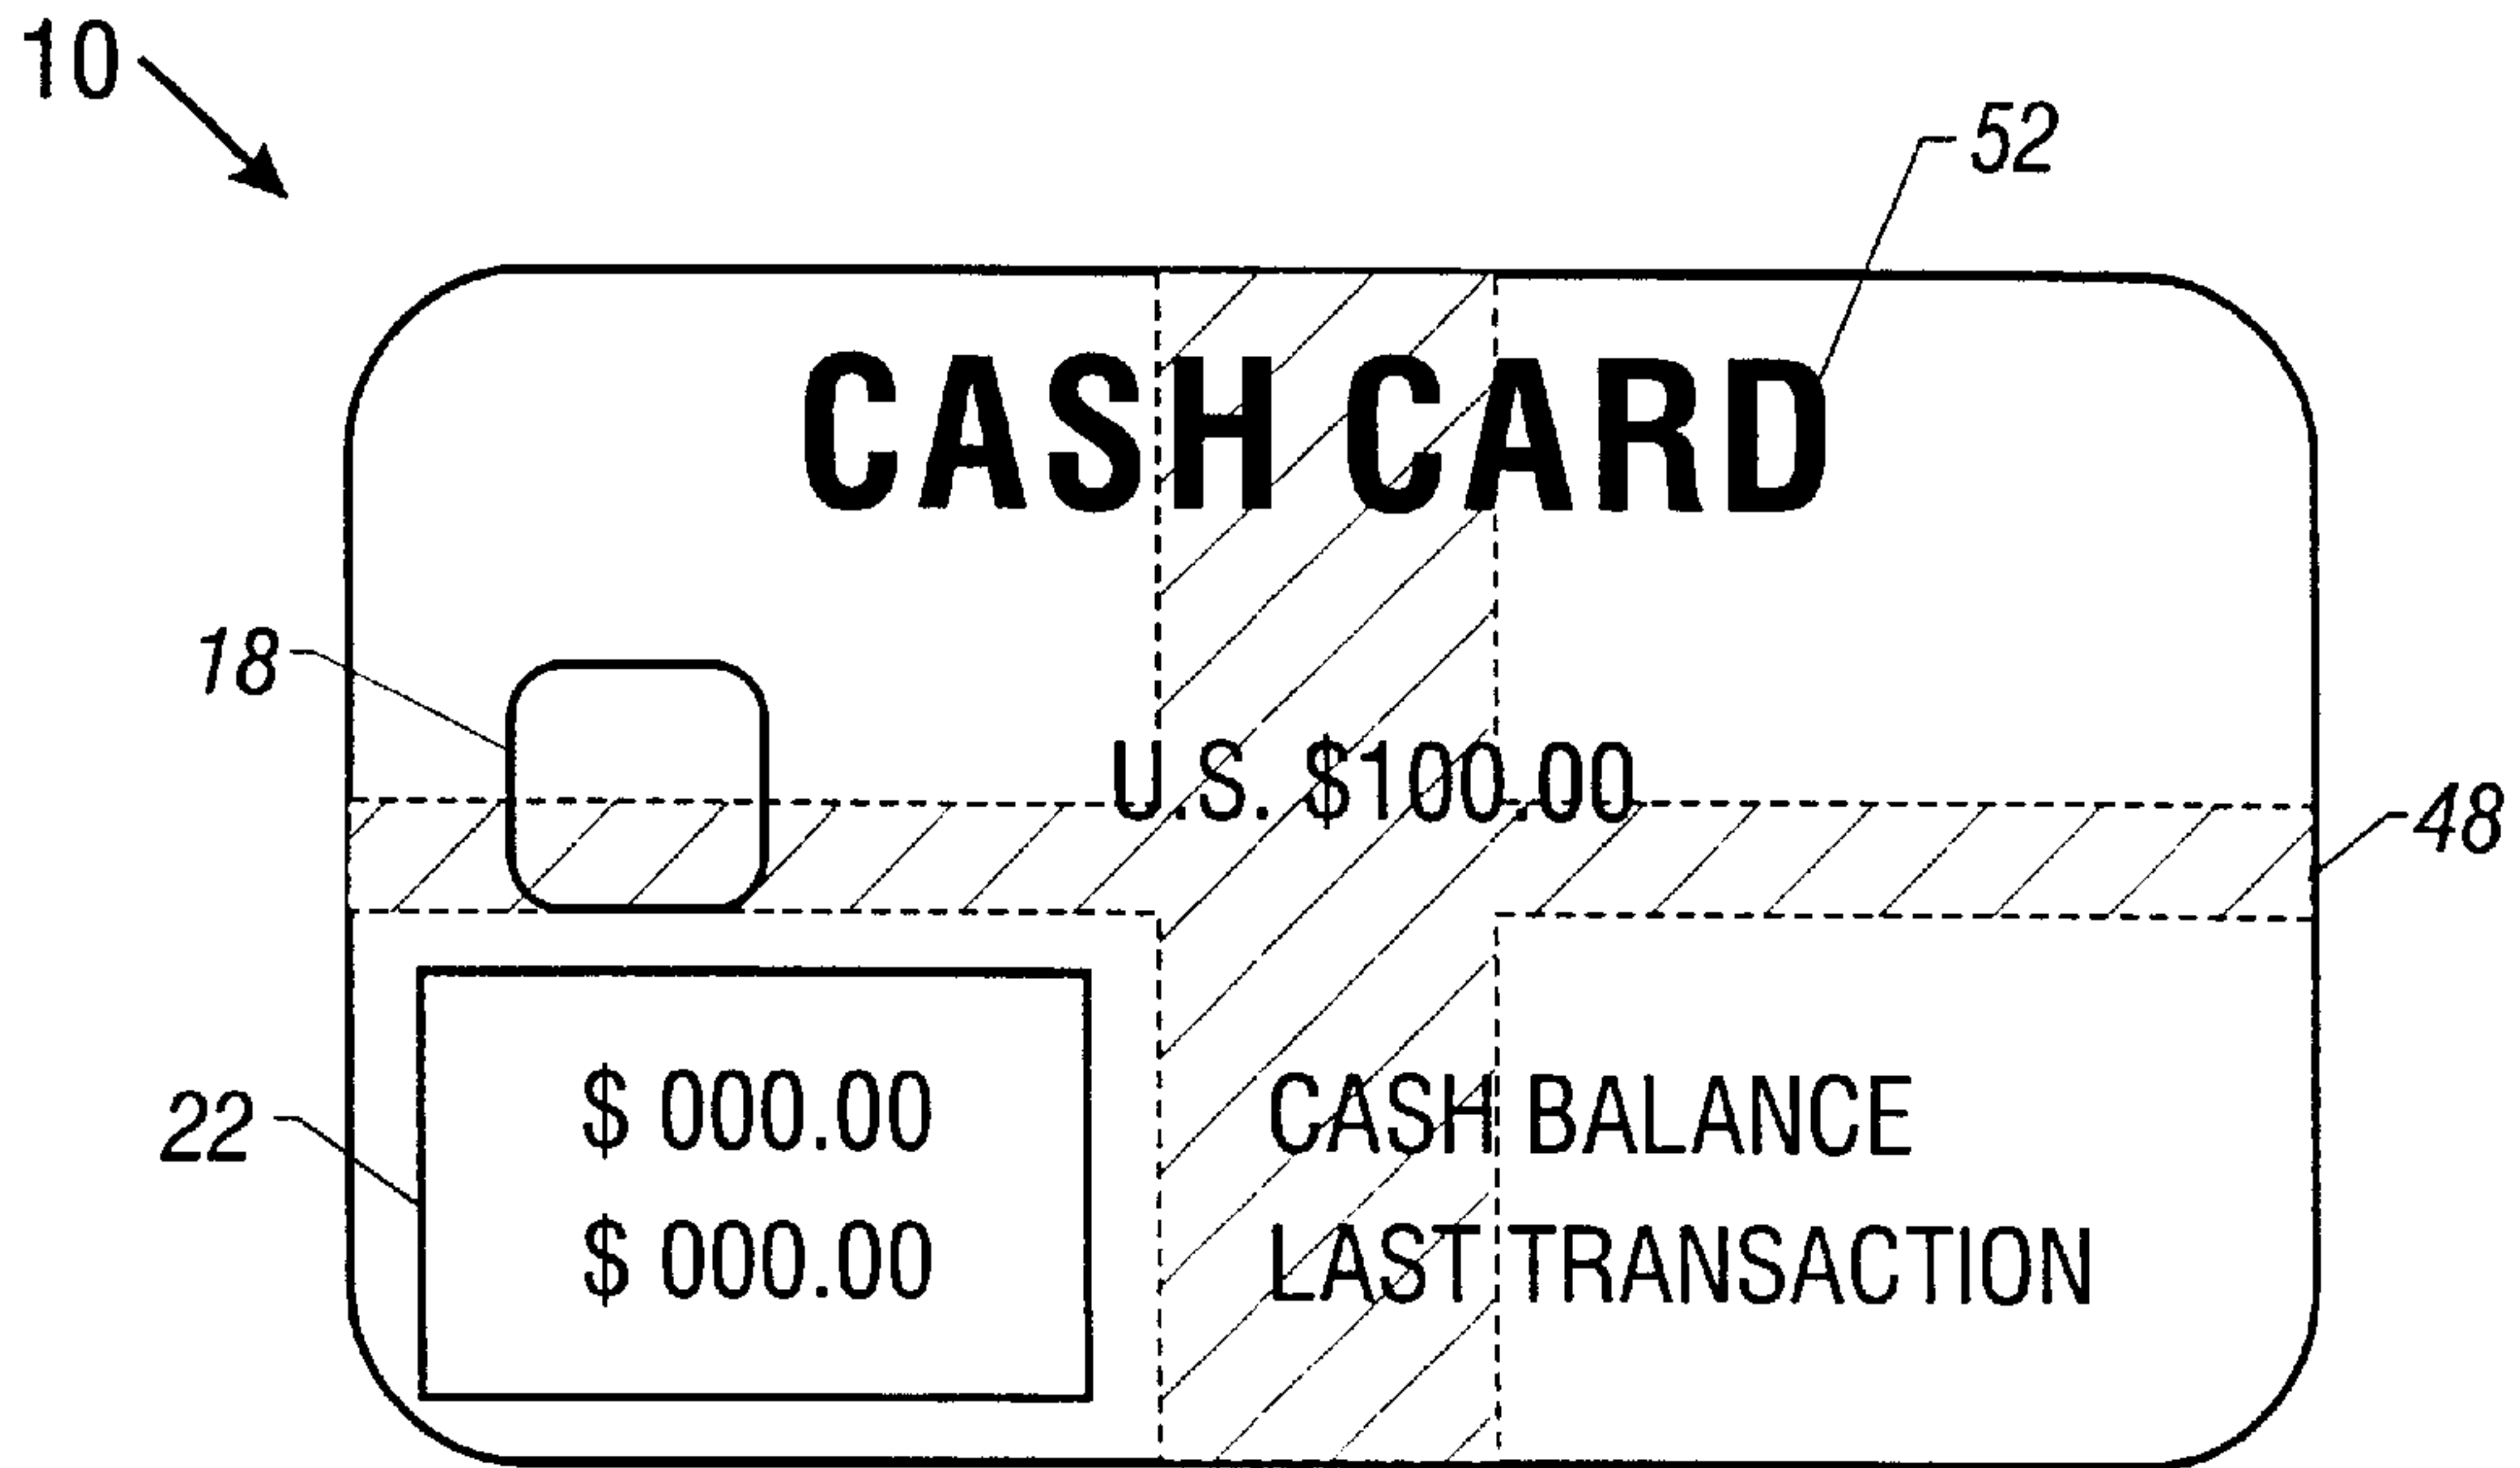 10
52
CASH CARD
18
U.S. $100.00
48
$ 000.00 CASH BALANCE
22
$ 000.00 LAST TRANSACTION